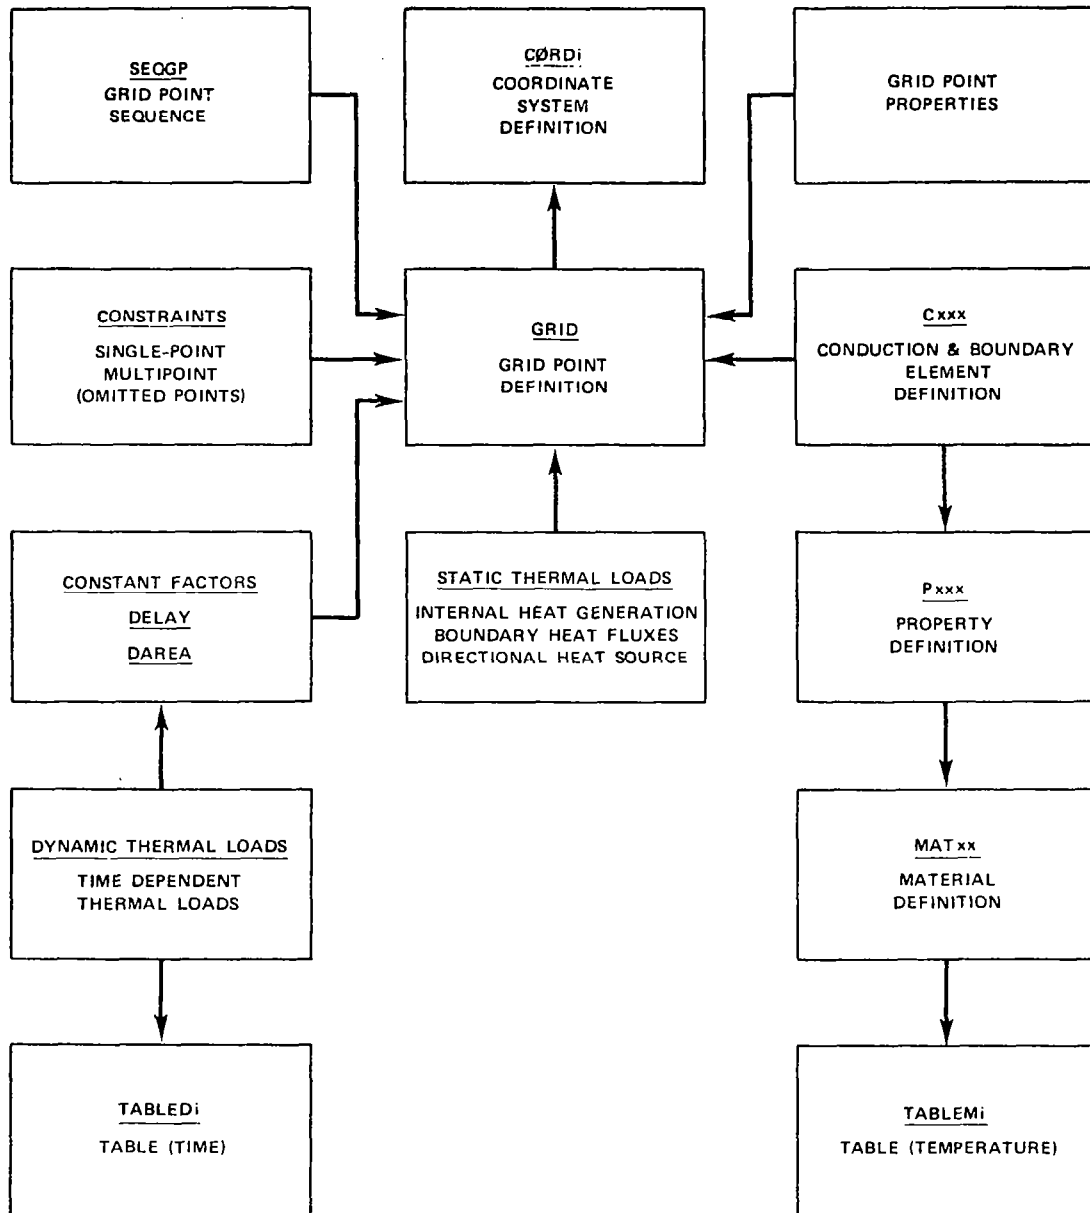 SEQGP
GRID POINT
SEQUENCE
CØRDi
COORDINATE
SYSTEM
DEFINITION
GRID POINT
PROPERTIES
CONSTRAINTS
SINGLE-POINT
MULTIPOINT
(OMITTED POINTS)
GRID
GRID POINT
DEFINITION
Cxxx
CONDUCTION & BOUNDARY
ELEMENT
DEFINITION
CONSTANT FACTORS
DELAY
DAREA
STATIC THERMAL LOADS
INTERNAL HEAT GENERATION
BOUNDARY HEAT FLUXES
DIRECTIONAL HEAT SOURCE
Pxxx
PROPERTY
DEFINITION
DYNAMIC THERMAL LOADS
TIME DEPENDENT
THERMAL LOADS
MATxx
MATERIAL
DEFINITION
TABLEDi
TABLE (TIME)
TABLEMi
TABLE (TEMPERATURE)